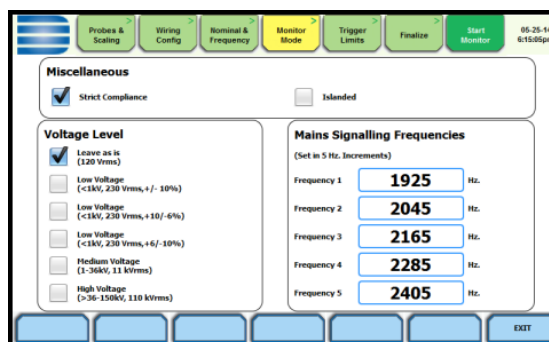 Probes & Scaling
Wiring Config
Nominal & Frequency
Monitor Mode
Trigger Limits
Finalize
Start Monitor
6:15:05
Miscellaneous
Strict Compliance
Islanded
Voltage Level
Leave as is
(120 Vrms)
Low Voltage
(<1kV, 230 Vrms,+/- 10%)
Low Voltage
(<1kV, 230 Vrms,+10/-6%)
Low Voltage
(<1kV, 230 Vrms,+6/-10%)
Medium Voltage
(1-36kV, 11 kVrms)
High Voltage
(>36-150kV, 110 kVrms)
Mains Signalling Frequencies
(Set in 5 Hz. Increments)
Frequency 1 1925 Hz.
Frequency 2 2045 Hz.
Frequency 3 2165 Hz.
Frequency 4 2285 Hz.
Frequency 5 2405 Hz.
EXIT